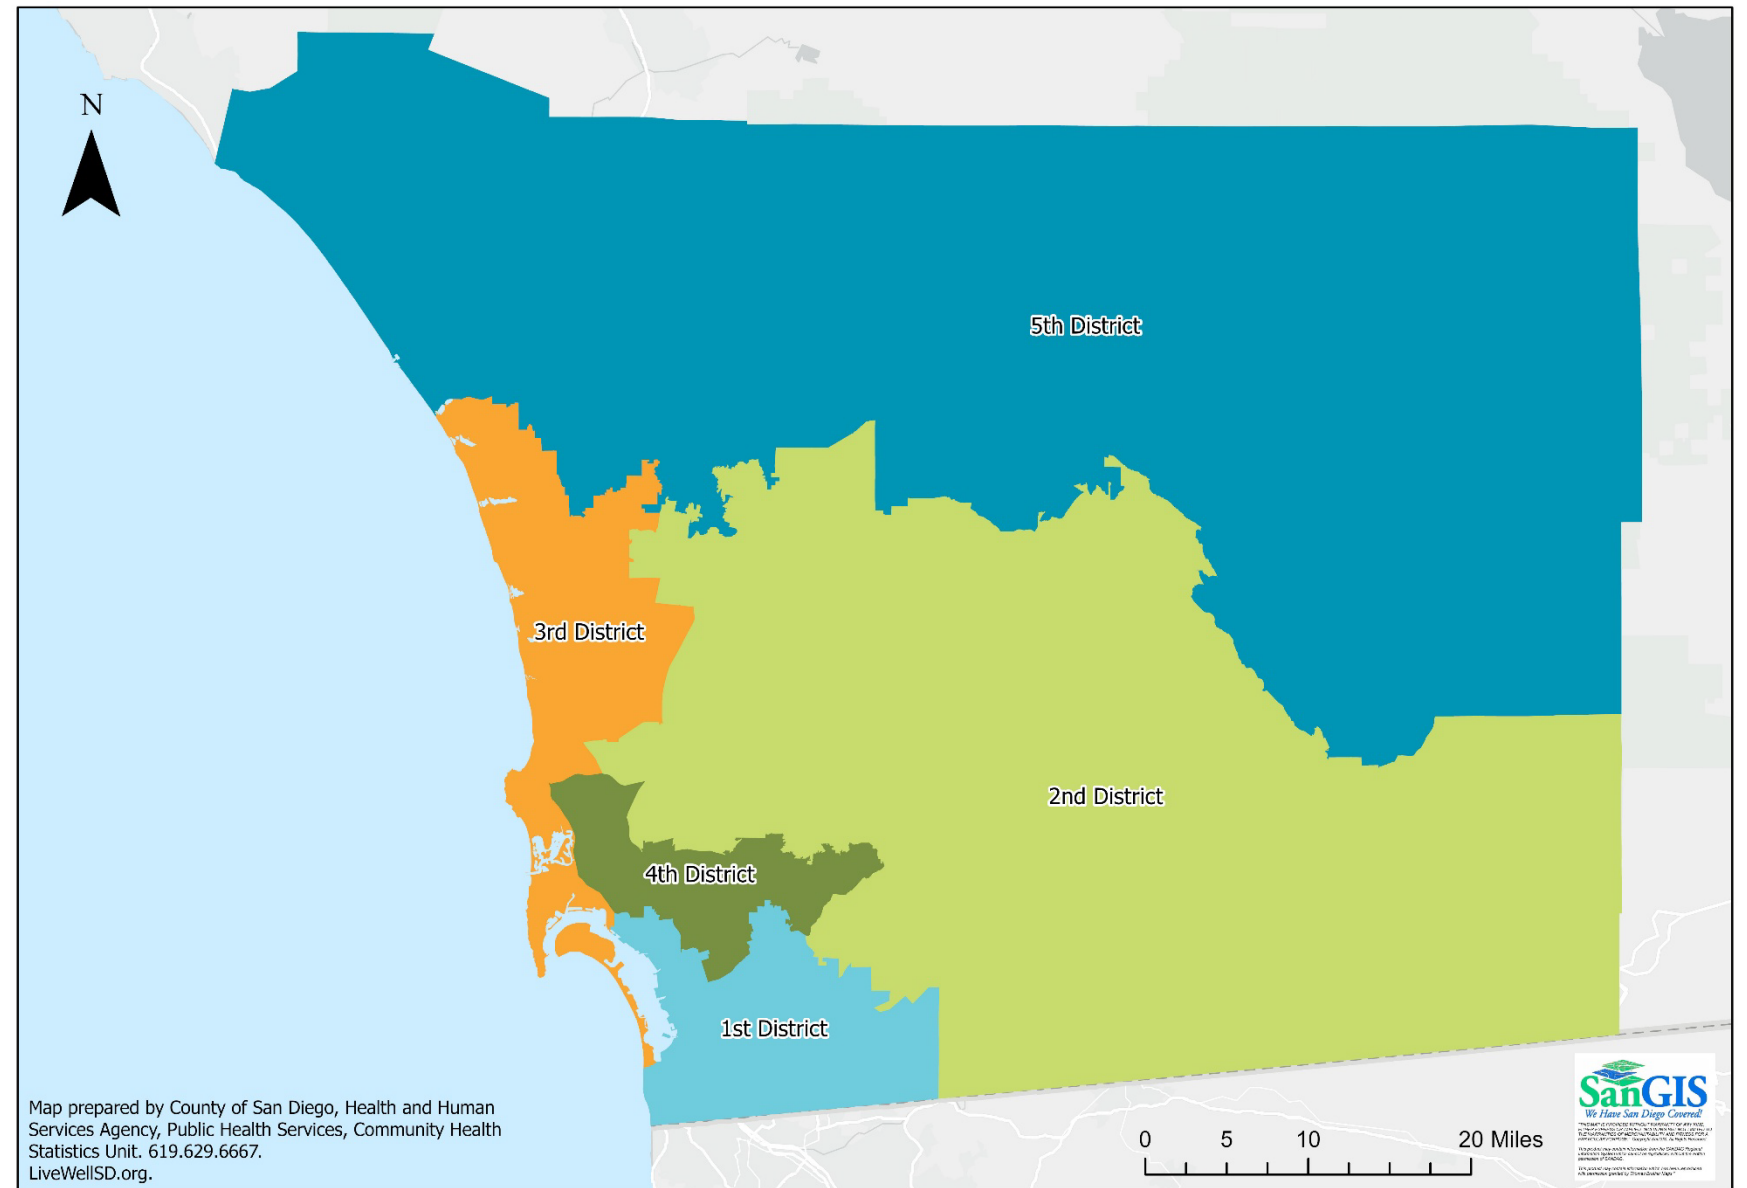 N
5th District
3rd District
2nd District
4th District
1st District
Map prepared by County of San Diego, Health and Human
Services Agency, Public Health Services, Community Health
Statistics Unit. 619.629.6667.
LiveWellSD.org.
0 5 10 20 Miles
SanGIS
We Have San Diego Covered!